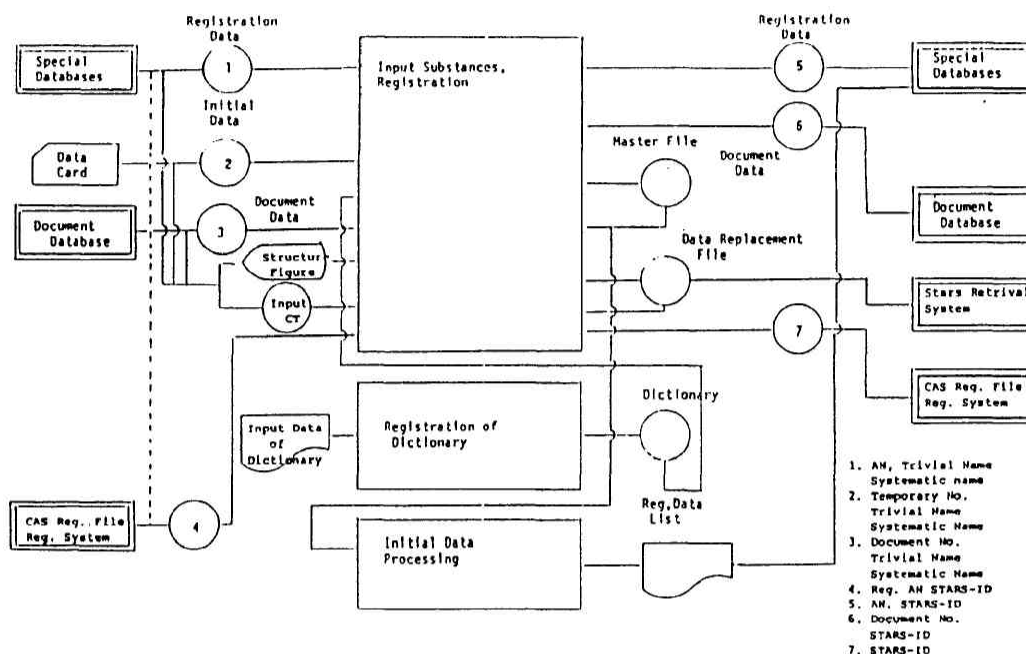 Registration
Data
Special
Databases
1
Initial
Data
Data
Card
2
Document
Database
Document
Data
3
Structur
Figure
Input
CT
Input Substances,
Registration
Registration
Data
5
Special
Databases
6
Document
Data
Master File
Document
Database
Data Replacement
File
Stars Retrival
System
7
CAS Reg. File
Reg. System
Input Data
of
Dictionary
Registration of
Dictionary
Dictionary
Reg,Data
List
CAS Reg. File
Reg. System
4
Initial Data
Processing
1. AN, Trivial Name
Systematic name
2. Temporary No.
Trivial Name
Systematic Name
3. Document No.
Trivial Name
Systematic Name
4. Reg. AN STARS-ID
5. AN. STARS-ID
6. Document No.
STARS-ID
7. STARS-ID